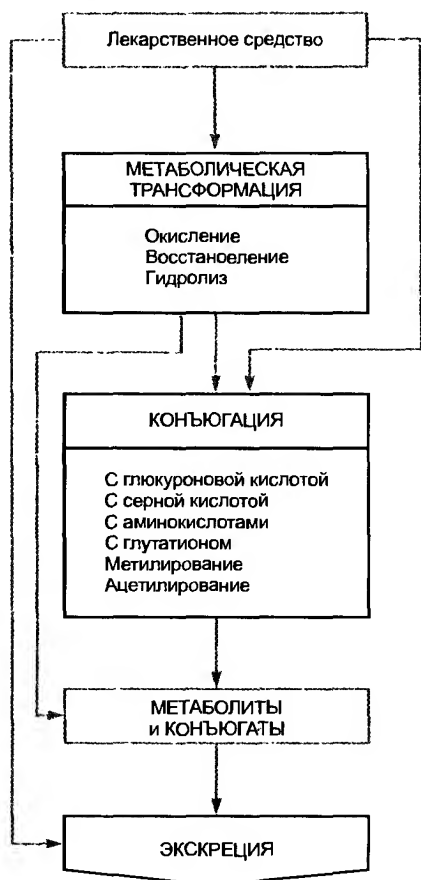 Лекарственное средство
МЕТАБОЛИЧЕСКАЯ
ТРАНСФОРМАЦИЯ
Окисление
Восстановление
Гидролиз
КОНЪЮГАЦИЯ
С глюкуроновой кислотой
С серной кислотой
С аминокислотами
С глутатионом
Метилирование
Ацетилирование
МЕТАБОЛИТЫ
и КОНЪЮГАТЫ
ЭКСКРЕЦИЯ